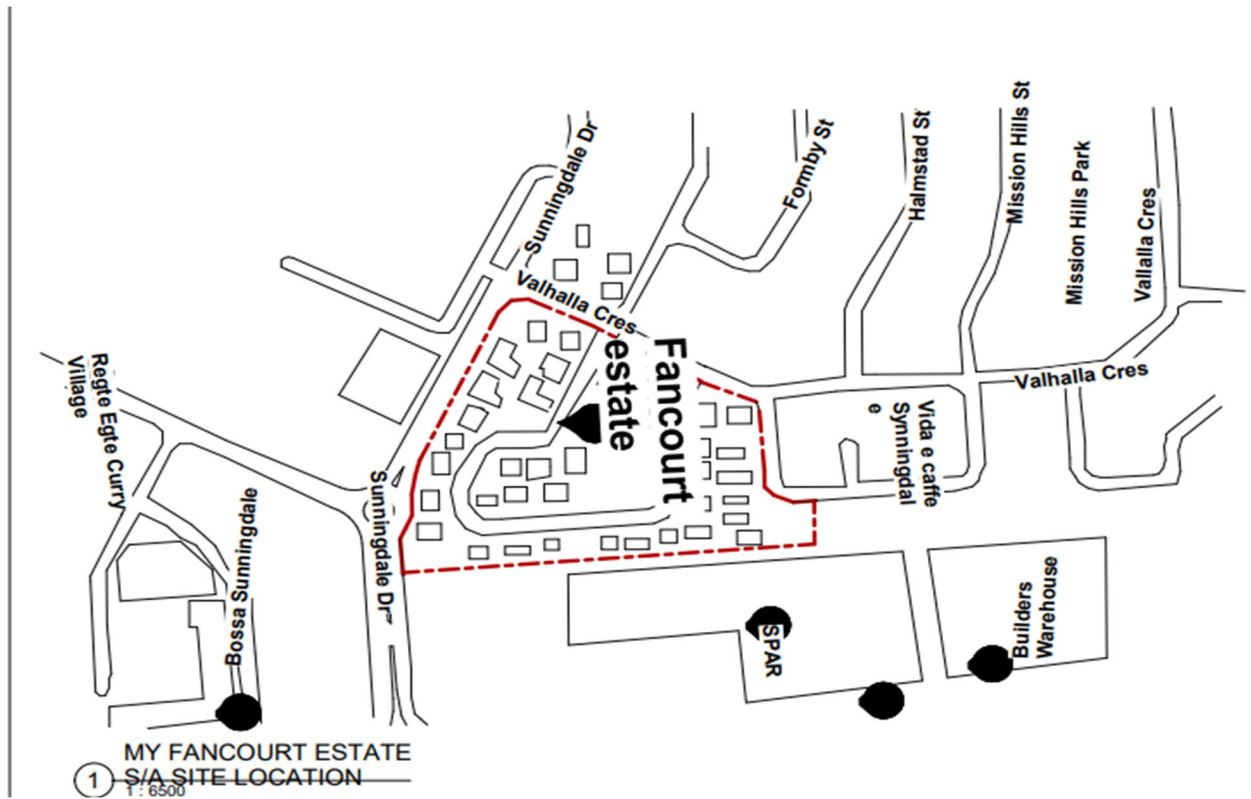 Sunningdale Dr
Formby St
Halmstad St
Mission Hills St
Mission Hills Park
Vallalla Cres
Valhalla Cres
Fancourt
estate
Valhalla Cres
Regte Egte Curry
Village
Vida e caffe
Synningdal
e
Sunningdale Dr
Bossa Sunningdale
SPAR
Builders
Warehouse
MY FANCOURT ESTATE
1 S/A SITE LOCATION
1 : 6500